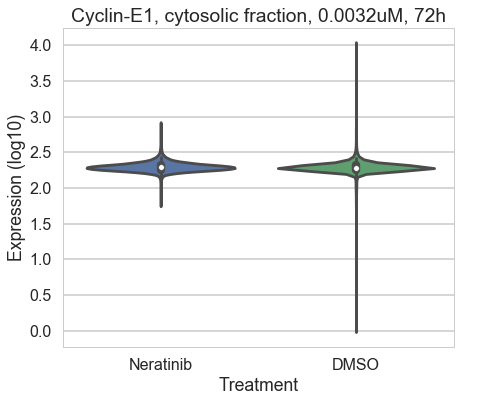 Cyclin-E1, cytosolic fraction, 0.0032uM, 72h
Expression (log10)
4.0
3.5
3.0
2.5
2.0
1.5
1.0
0.5
0.0
Neratinib
DMSO
Treatment